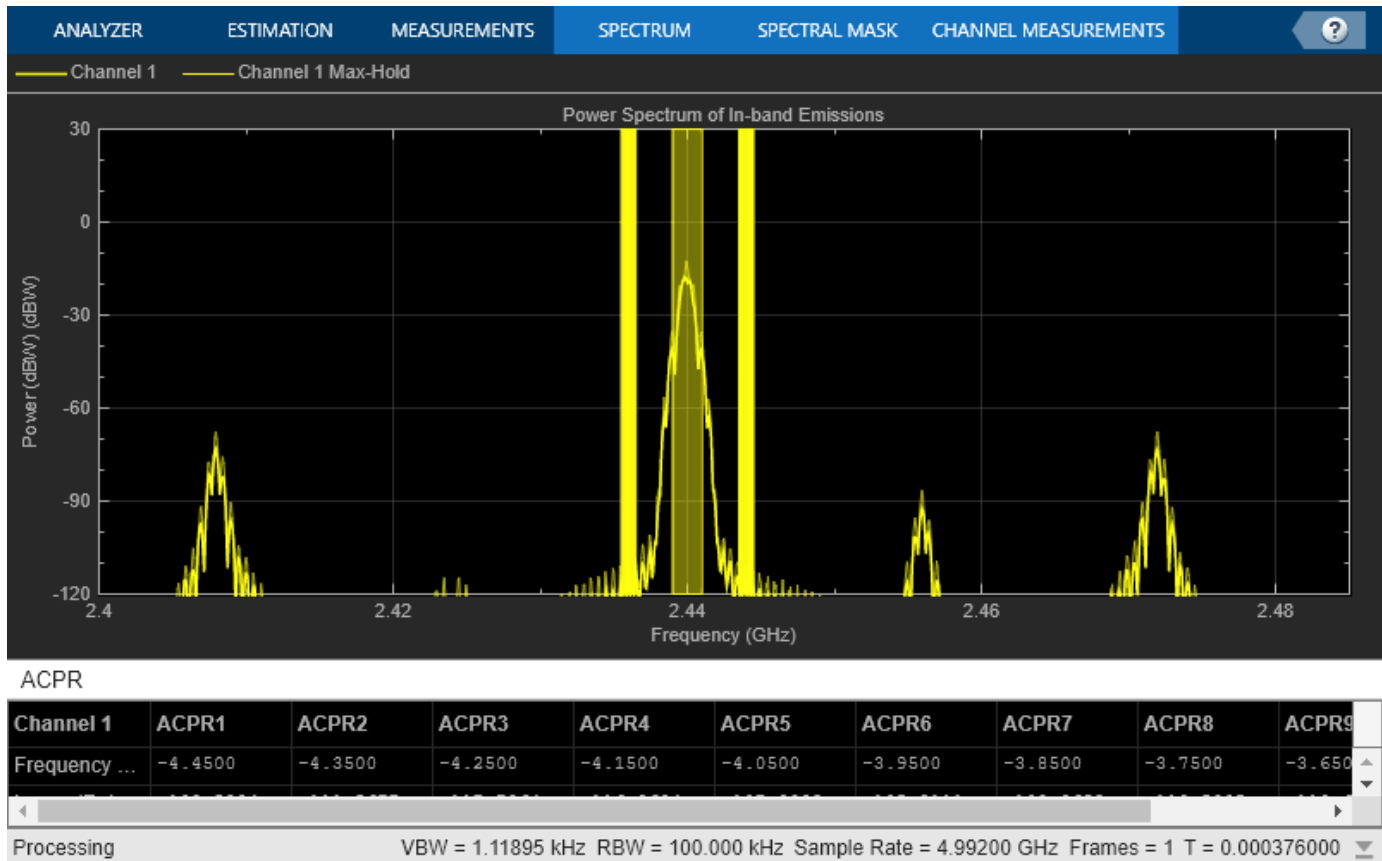 ANALYZER ESTIMATION MEASUREMENTS SPECTRUM SPECTRAL MASK CHANNEL MEASUREMENTS ?
Channel 1 Channel 1 Max-Hold
Power Spectrum of In-band Emissions
30
0
-30
-60
-90
-120
Power (dBW) (dBW)
2.4 2.42 2.44 2.46 2.48
Frequency (GHz)
ACPR
Channel 1 ACPR1 ACPR2 ACPR3 ACPR4 ACPR5 ACPR6 ACPR7 ACPR8 ACPR9
Frequency ... -4.4500 -4.3500 -4.2500 -4.1500 -4.0500 -3.9500 -3.8500 -3.7500 -3.650
Processing VBW = 1.11895 kHz RBW = 100.000 kHz Sample Rate = 4.99200 GHz Frames = 1 T = 0.000376000